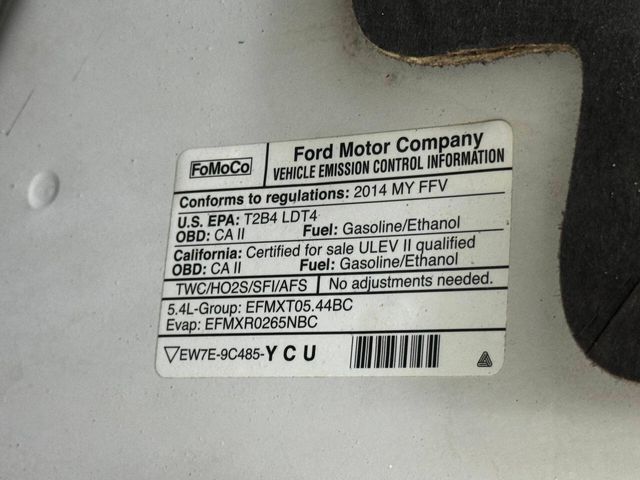 FoMoCo
Ford Motor Company
VEHICLE EMISSION CONTROL INFORMATION
Conforms to regulations: 2014 MY FFV
U.S. EPA: T2B4 LDT4
OBD: CA II Fuel: Gasoline/Ethanol
California: Certified for sale ULEV II qualified
OBD: CA II Fuel: Gasoline/Ethanol
TWC/HO2S/SFI/AFS No adjustments needed.
5.4L-Group: EFMXT05.44BC
Evap: EFMXR0265NBC
EW7E-9C485-YCU